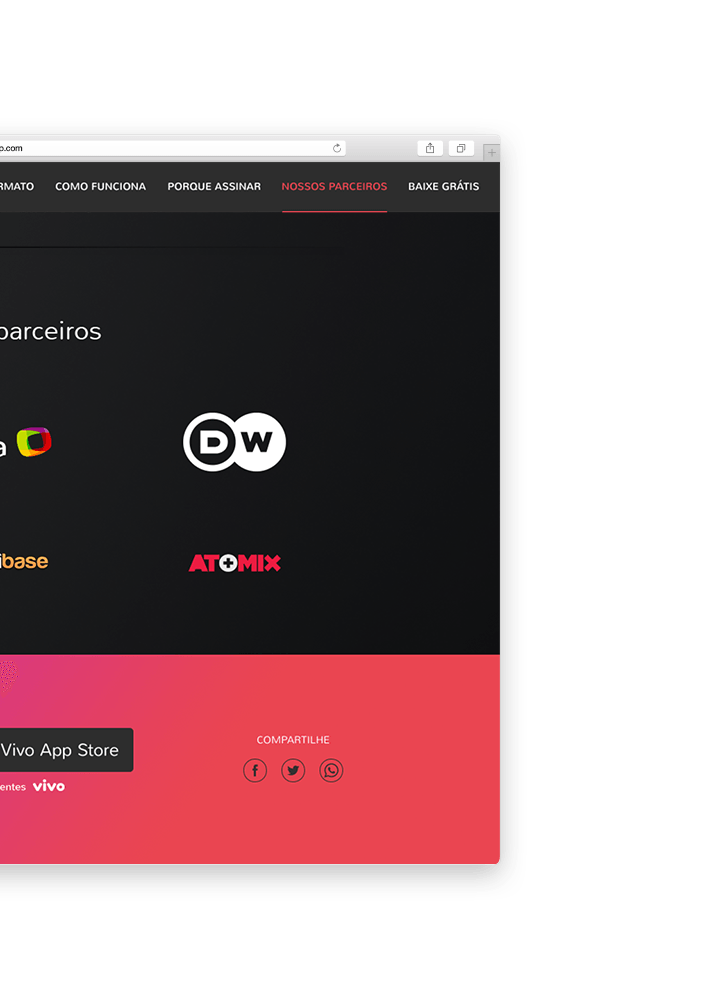 o.com
RMATO COMO FUNCIONA PORQUE ASSINAR NOSSOS PARCEIROS BAIXE GRÁTIS
parceiros
a
DW
ibase
ATOMIX
Vivo App Store
COMPARTILHE
entes vivo